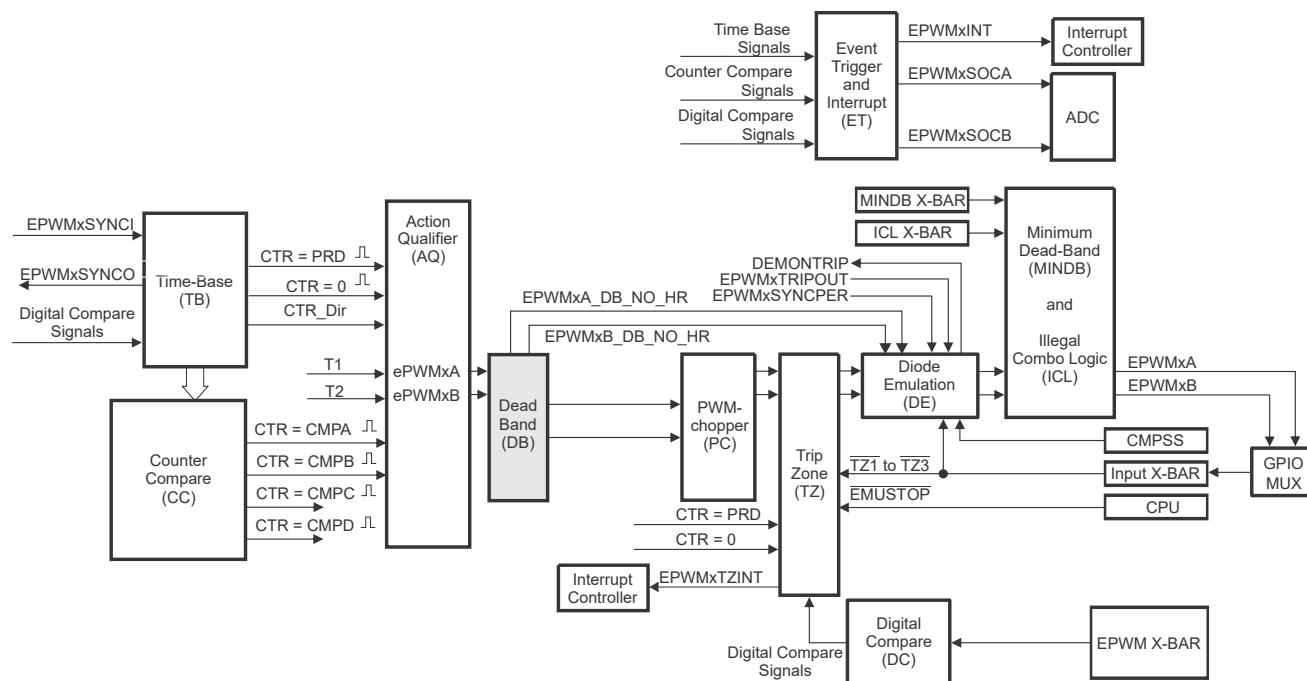 Time Base
Signals
Counter Compare
Signals
Digital Compare
Signals
Event
Trigger
and
Interrupt
(ET)
EPWMxINT
EPWMxSOCA
EPWMxSOCB
Interrupt
Controller
ADC
EPWMxSYNCI
EPWMxSYNCO
Digital Compare
Signals
Time-Base
(TB)
CTR = PRD
CTR = 0
CTR_Dir
T1
T2
Action
Qualifier
(AQ)
ePWMxA
ePWMxB
Counter
Compare
(CC)
CTR = CMPA
CTR = CMPB
CTR = CMPC
CTR = CMPD
EPWMxA_DB_NO_HR
EPWMxB_DB_NO_HR
Dead
Band
(DB)
PWM-
chopper
(PC)
Trip
Zone
(TZ)
CTR = PRD
CTR = 0
EPWMxTZINT
Interrupt
Controller
DEMONTRIP
EPWMxTRIPOUT
EPWMxSYNCPER
Diode
Emulation
(DE)
MINDB X-BAR
ICL X-BAR
Minimum
Dead-Band
(MINDB)
and
Illegal
Combo Logic
(ICL)
EPWMxA
EPWMxB
CMPSS
TZ1 to TZ3
Input X-BAR
EMUSTOP
CPU
GPIO
MUX
Digital Compare
Signals
Digital
Compare
(DC)
EPWM X-BAR